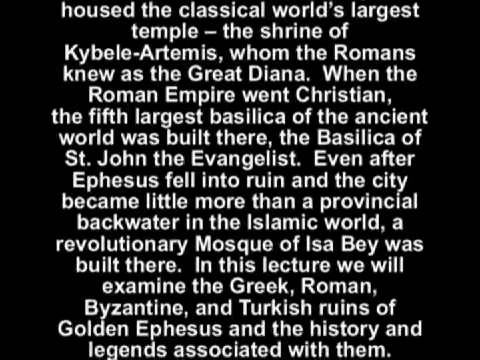 housed the classical world's largest
temple – the shrine of
Kybele-Artemis, whom the Romans
knew as the Great Diana.  When the
Roman Empire went Christian,
the fifth largest basilica of the ancient
world was built there, the Basilica of
St. John the Evangelist.  Even after
Ephesus fell into ruin and the city
became little more than a provincial
backwater in the Islamic world, a
revolutionary Mosque of Isa Bey was
built there.  In this lecture we will
examine the Greek, Roman,
Byzantine, and Turkish ruins of
Golden Ephesus and the history and
legends associated with them.